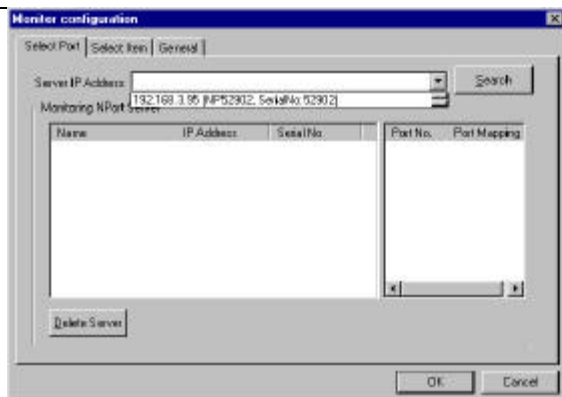 Monitor configuration
Select Port Select Item General
Server IP Address: Search
192.168.3.95 [NP52902, SerialNo:52902]
Monitoring NPort Server
Name IP Address Serial No Port No. Port Mapping
Delete Server
OK Cancel